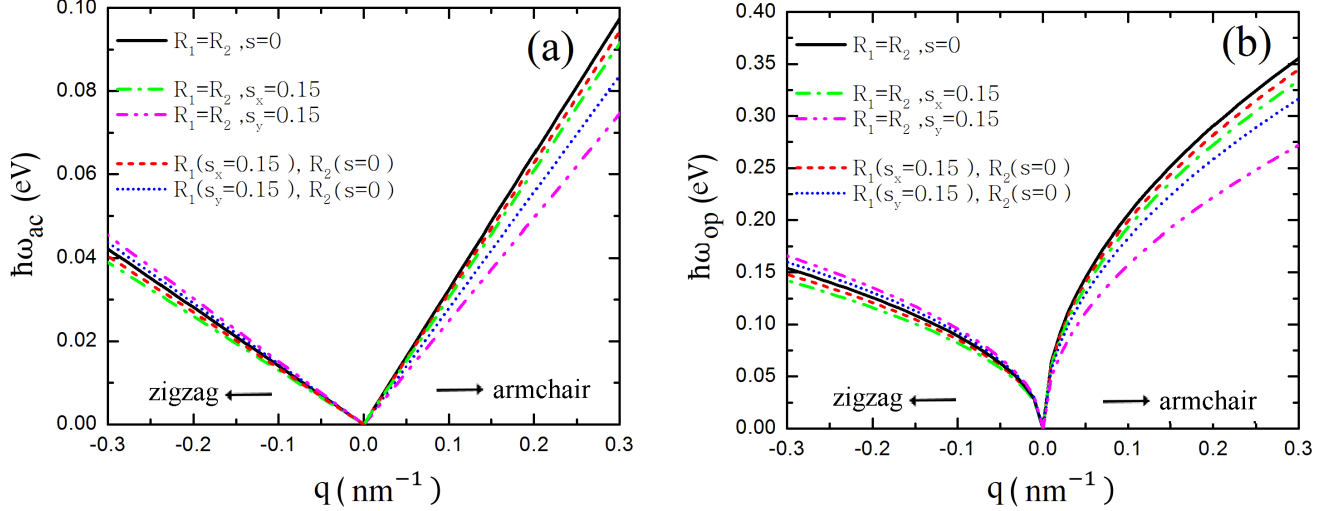 (a)
R₁=R₂ ,s=0
R₁=R₂ ,sₓ=0.15
R₁=R₂ ,s_y=0.15
R₁(sₓ=0.15 ), R₂(s=0 )
R₁(s_y=0.15 ), R₂(s=0 )
0.10
0.08
0.06
0.04
0.02
0.00
ħω_ac (eV)
zigzag
armchair
-0.3 -0.2 -0.1 0.0 0.1 0.2 0.3
q ( nm⁻¹ )
(b)
R₁=R₂ ,s=0
R₁=R₂ ,sₓ=0.15
R₁=R₂ ,s_y=0.15
R₁(sₓ=0.15 ), R₂(s=0 )
R₁(s_y=0.15 ), R₂(s=0 )
0.40
0.35
0.30
0.25
0.20
0.15
0.10
0.05
0.00
ħω_op (eV)
zigzag
armchair
-0.3 -0.2 -0.1 0.0 0.1 0.2 0.3
q ( nm⁻¹ )